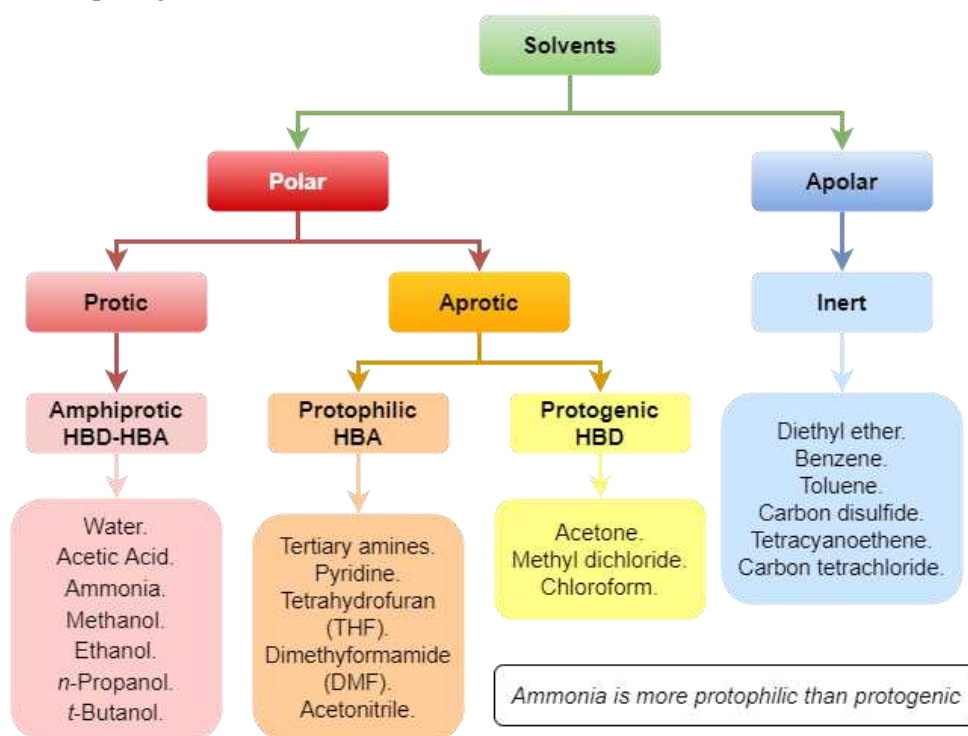 Solvents
Polar
Apolar
Protic
Aprotic
Inert
Amphiprotic
HBD-HBA
Protophilic
HBA
Protogenic
HBD
Water.
Acetic Acid.
Ammonia.
Methanol.
Ethanol.
n-Propanol.
t-Butanol.
Tertiary amines.
Pyridine.
Tetrahydrofuran
(THF).
Dimethyformamide
(DMF).
Acetonitrile.
Acetone.
Methyl dichloride.
Chloroform.
Diethyl ether.
Benzene.
Toluene.
Carbon disulfide.
Tetracyanoethene.
Carbon tetrachloride.
Ammonia is more protophilic than protogenic